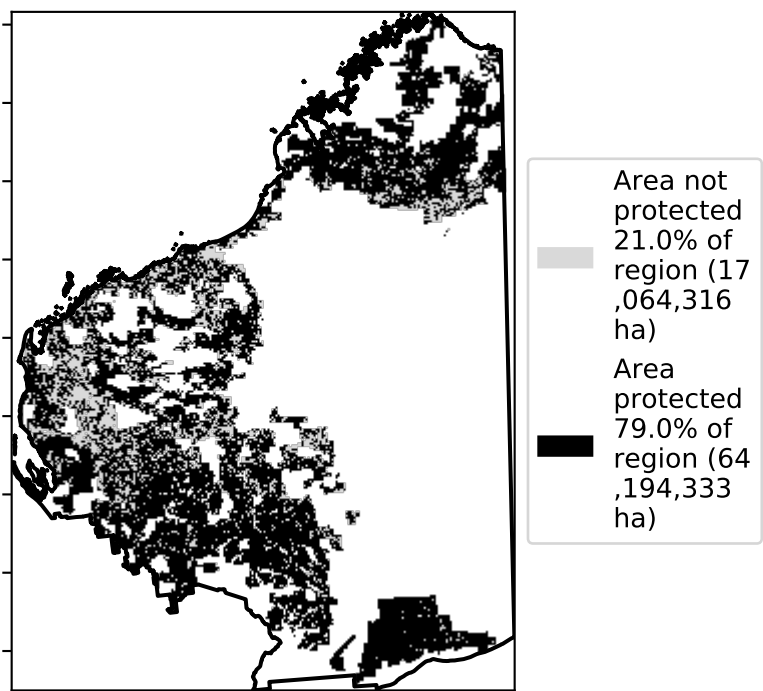 Area not
protected
21.0% of
region (17
,064,316
ha)
Area
protected
79.0% of
region (64
,194,333
ha)